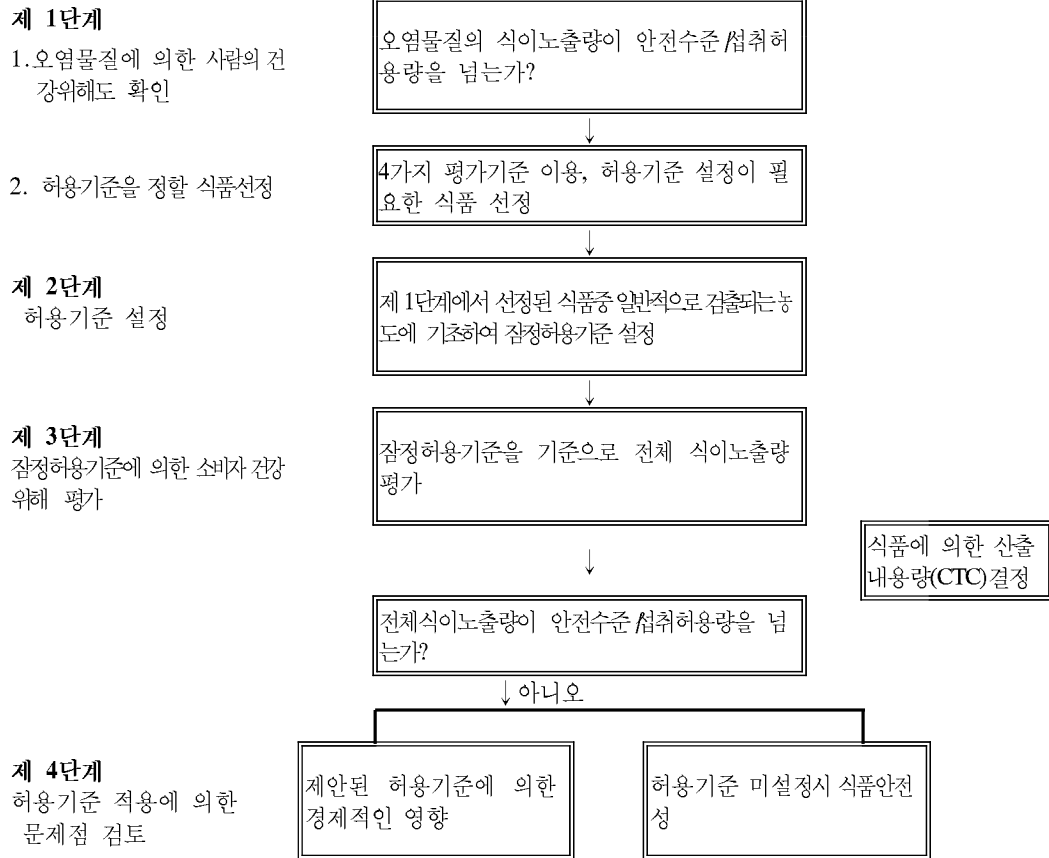 제 1단계
1.오염물질에 의한 사람의 건
강위해도 확인
오염물질의 식이노출량이 안전수준/섭취허
용량을 넘는가?
↓
2. 허용기준을 정할 식품선정
4가지 평가기준 이용, 허용기준 설정이 필
요한 식품 선정
↓
제 2단계
허용기준 설정
제 1단계에서 선정된 식품중 일반적으로 검출되는 농
도에 기초하여 잠정허용기준 설정
↓
제 3단계
잠정허용기준에 의한 소비자 건강
위해 평가
잠정허용기준을 기준으로 전체 식이노출량
평가
식품에 의한 산출
내용량(CTC)결정
↓
전체식이노출량이 안전수준/섭취허용량을 넘
는가?
↓ 아니오
제 4단계
허용기준 적용에 의한
문제점 검토
제안된 허용기준에 의한
경제적인 영향
허용기준 미설정시 식품안전
성